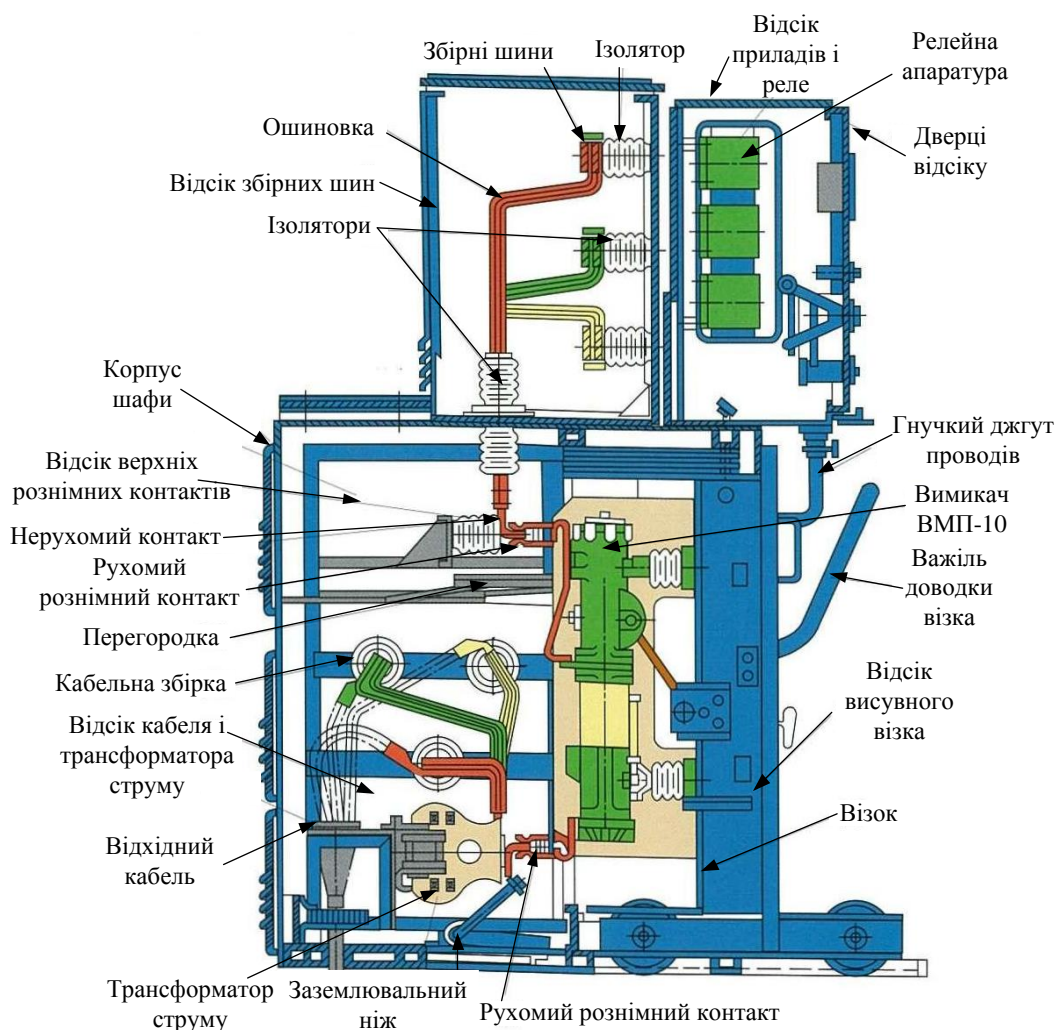 Збірні шини
Ізолятор
Відсік
приладів і
реле
Релейна
апаратура
Ошиновка
Дверці
відсіку
Відсік збірних шин
Ізолятори
Корпус
шафи
Гнучкий джгут
проводів
Відсік верхніх
рознімних контактів
Вимикач
ВМП-10
Нерухомий контакт
Рухомий
рознімний контакт
Важіль
доводки
візка
Перегородка
Кабельна збірка
Відсік
висувного
візка
Відсік кабеля і
трансформатора
струму
Візок
Відхідний
кабель
Трансформатор
струму
Заземлювальний
ніж
Рухомий рознімний контакт